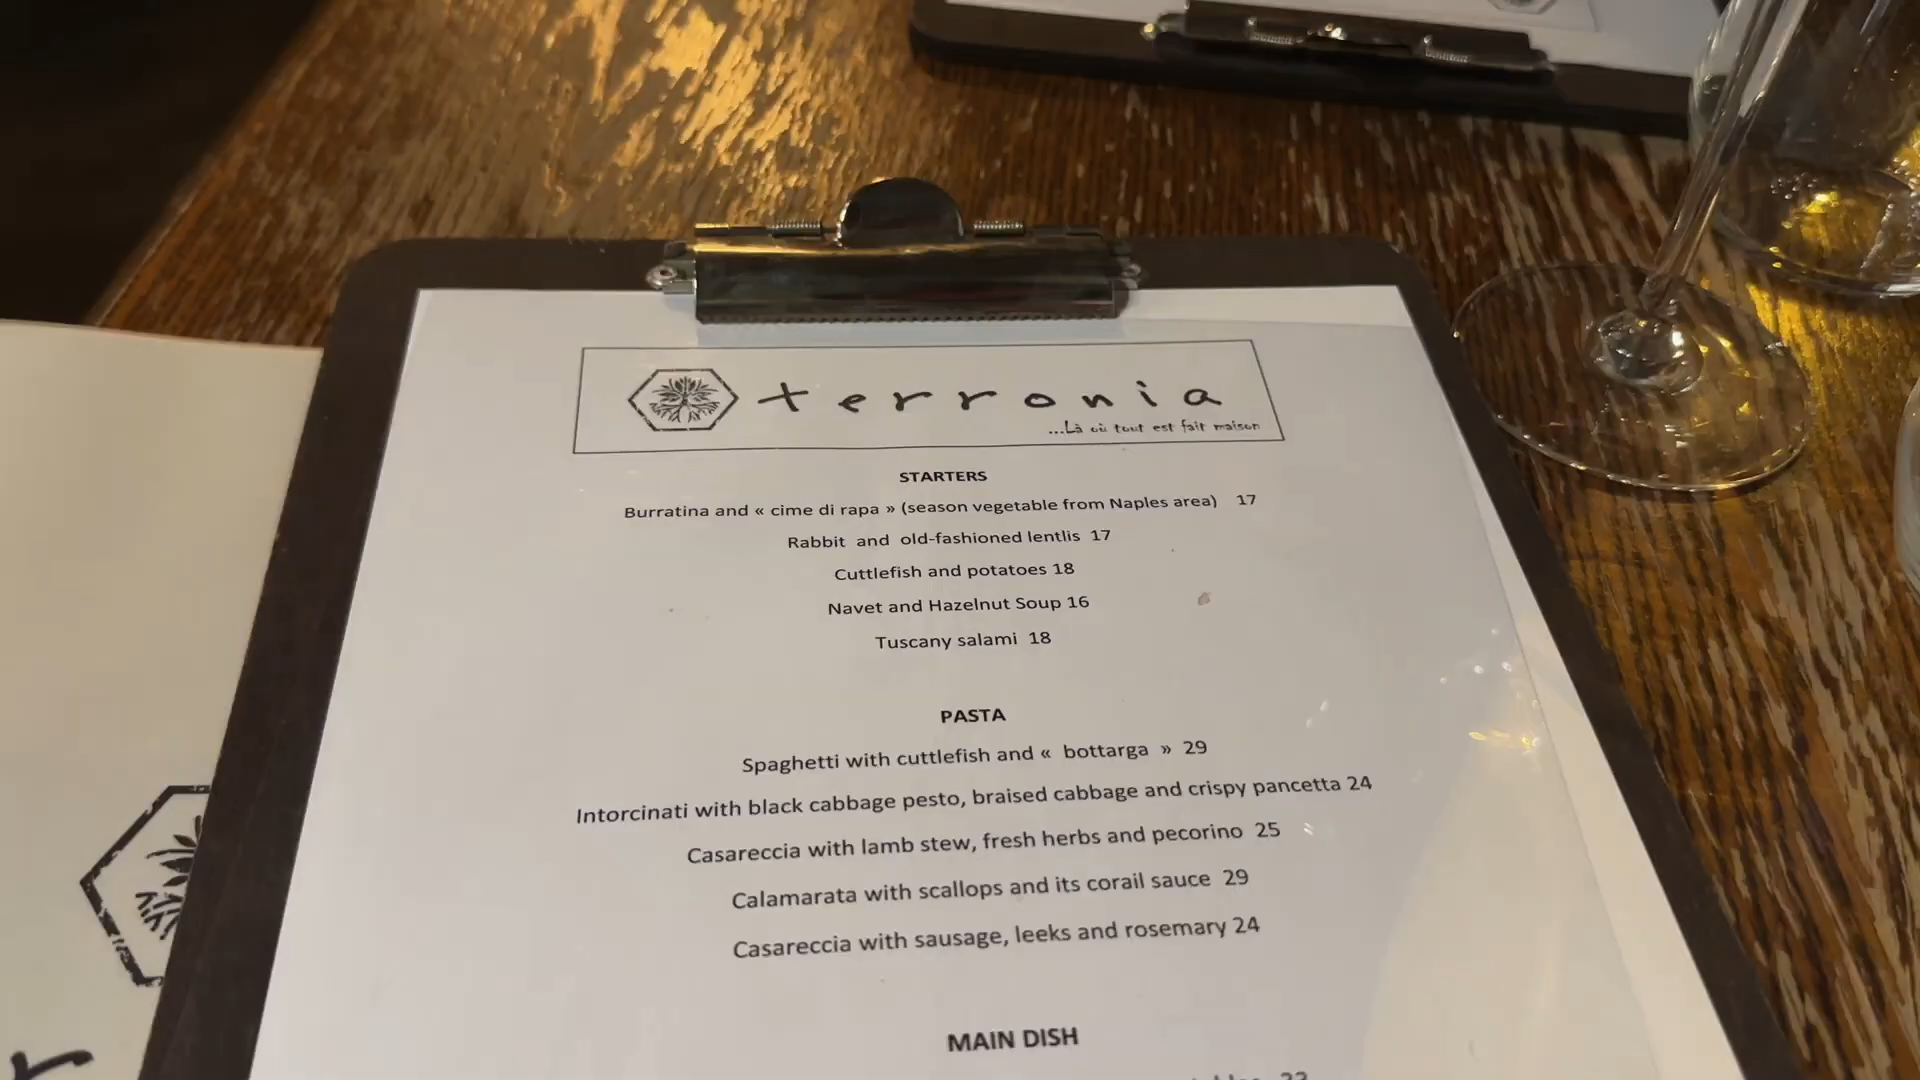 terronia
...Là où tout est fait maison
STARTERS
Burratina and « cime di rapa » (season vegetable from Naples area) 17
Rabbit and old-fashioned lentlis 17
Cuttlefish and potatoes 18
Navet and Hazelnut Soup 16
Tuscany salami 18
PASTA
Spaghetti with cuttlefish and « bottarga » 29
Intorcinati with black cabbage pesto, braised cabbage and crispy pancetta 24
Casareccia with lamb stew, fresh herbs and pecorino 25
Calamarata with scallops and its corail sauce 29
Casareccia with sausage, leeks and rosemary 24
MAIN DISH